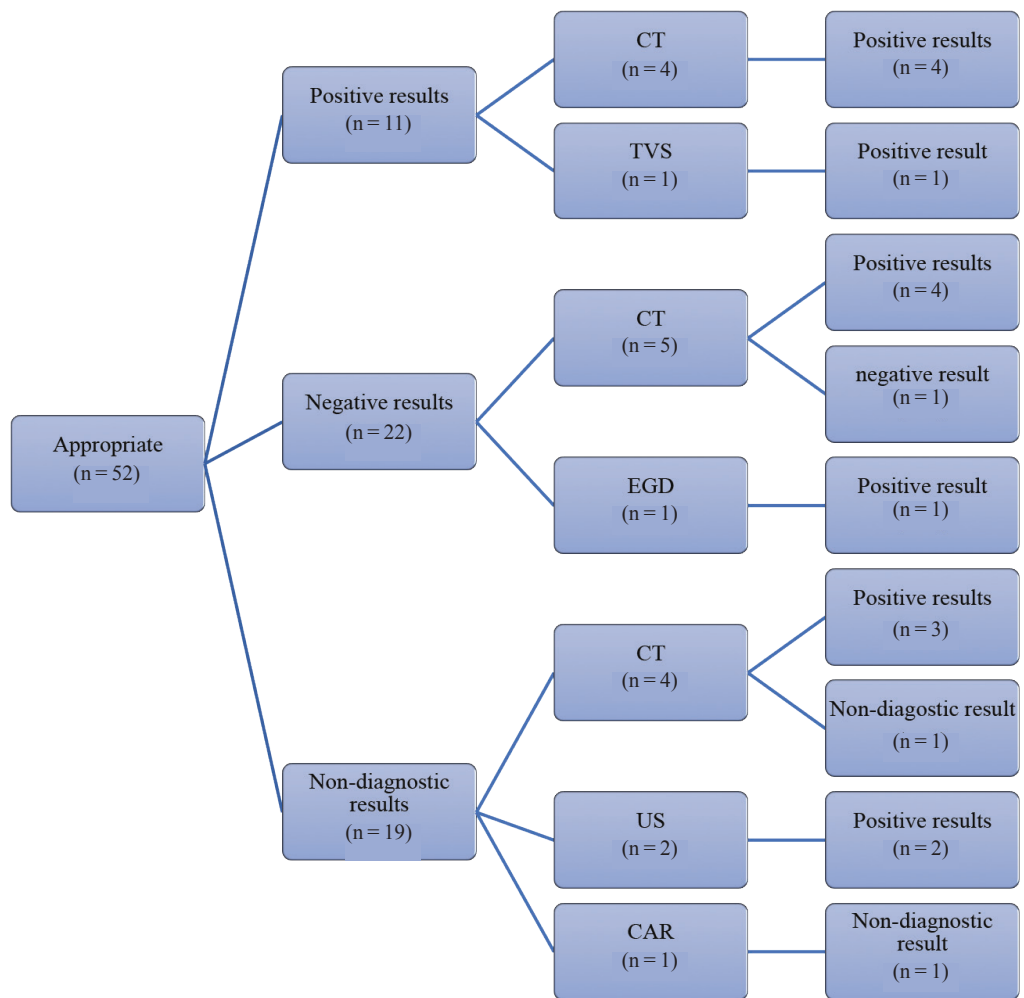 Appropriate
(n = 52)
Positive results
(n = 11)
CT
(n = 4)
Positive results
(n = 4)
TVS
(n = 1)
Positive result
(n = 1)
Negative results
(n = 22)
CT
(n = 5)
Positive results
(n = 4)
negative result
(n = 1)
EGD
(n = 1)
Positive result
(n = 1)
Non-diagnostic
results
(n = 19)
CT
(n = 4)
Positive results
(n = 3)
Non-diagostic result
(n = 1)
US
(n = 2)
Positive results
(n = 2)
CAR
(n = 1)
Non-diagnostic
result
(n = 1)